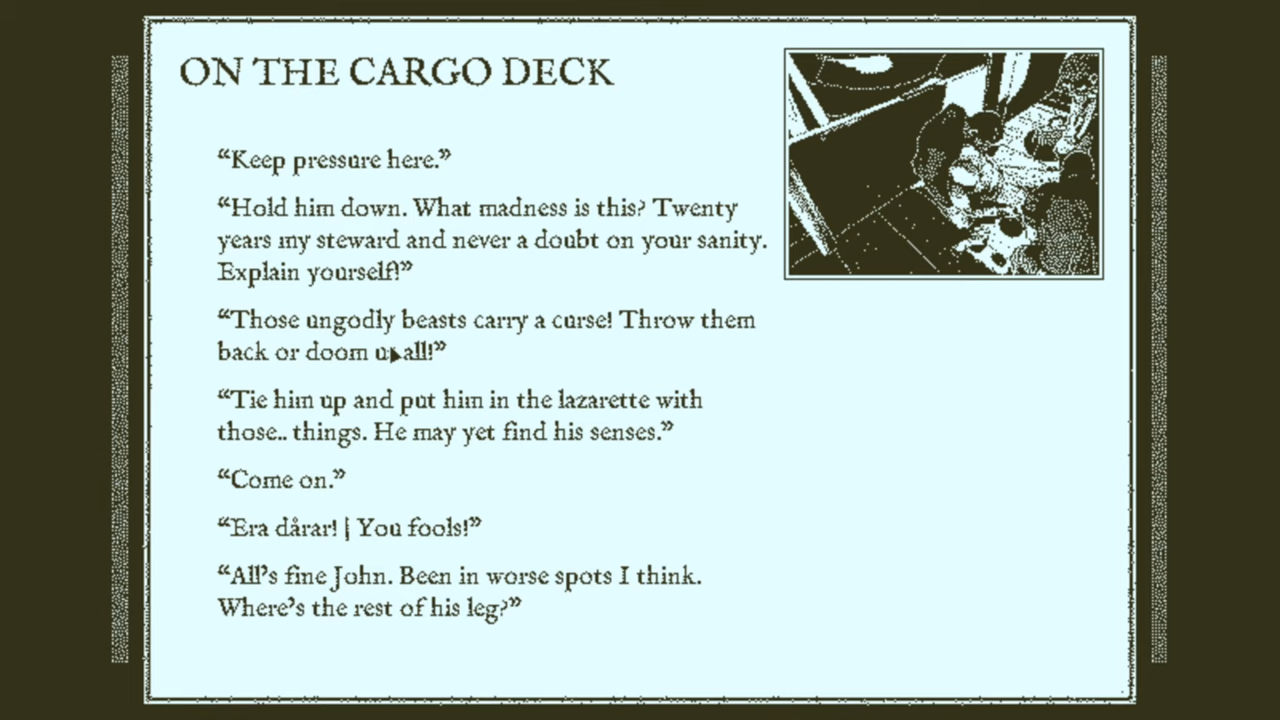 ON THE CARGO DECK
“Keep pressure here.”
“Hold him down. What madness is this? Twenty
years my steward and never a doubt on your sanity.
Explain yourself!”
“Those ungodly beasts carry a curse! Throw them
back or doom us all!”
“Tie him up and put him in the lazarette with
those.. things. He may yet find his senses.”
“Come on.”
“Era dårar! | You fools!”
“All’s fine John. Been in worse spots I think.
Where’s the rest of his leg?”